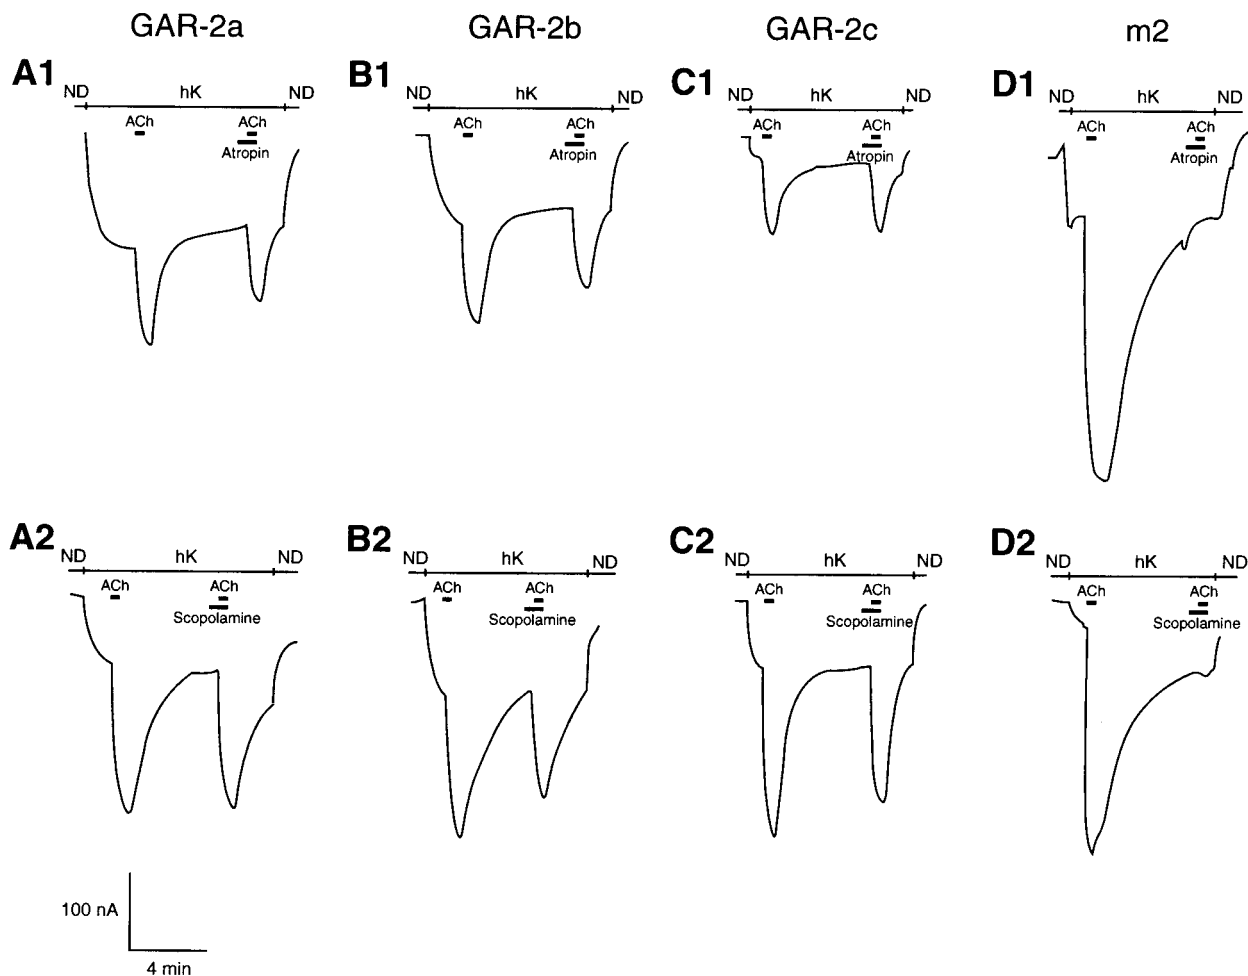 GAR-2a GAR-2b GAR-2c m2
A1 B1 C1 D1
ND hK ND ND hK ND ND hK ND ND hK ND
ACh ACh ACh ACh ACh ACh ACh ACh
Atropin Atropin Atropin Atropin
A2 B2 C2 D2
ND hK ND ND hK ND ND hK ND ND hK ND
ACh ACh ACh ACh ACh ACh ACh ACh
Scopolamine Scopolamine Scopolamine Scopolamine
100 nA
4 min